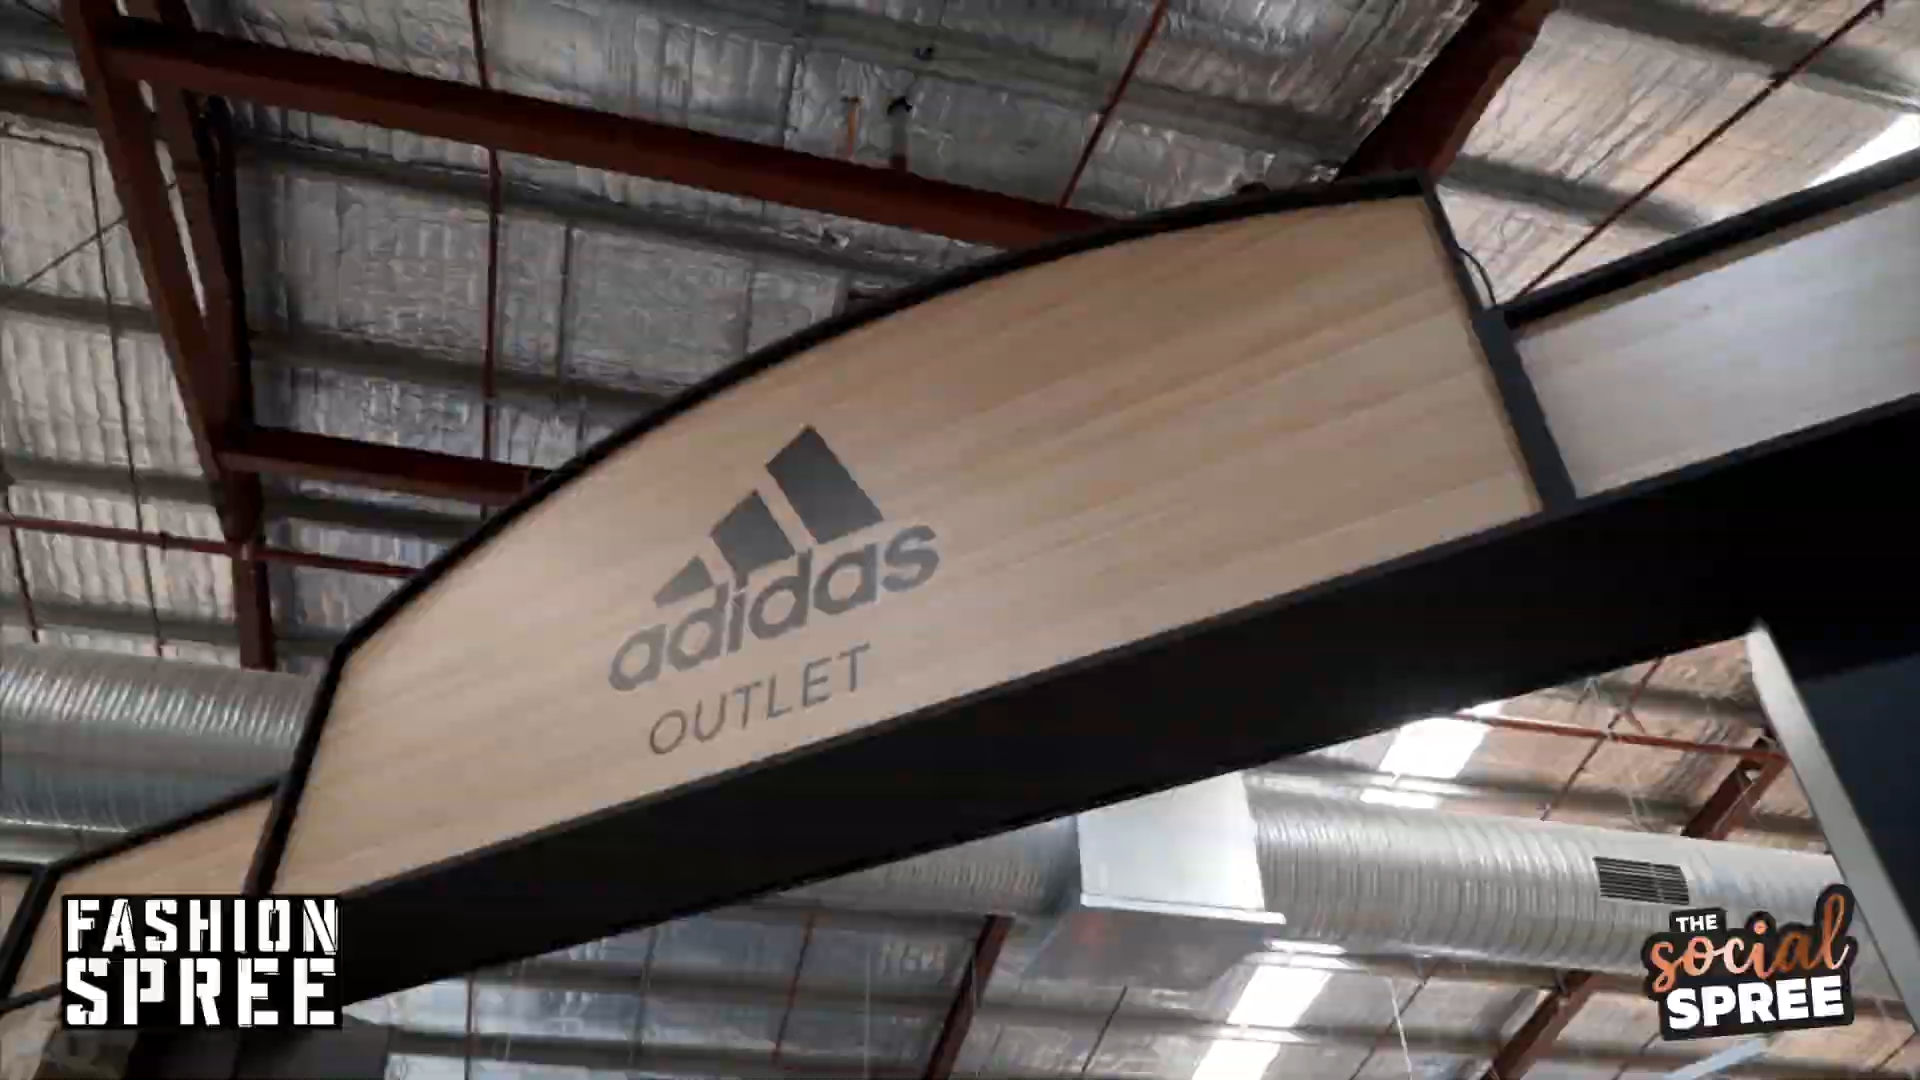 adidas
OUTLET
FASHION
SPREE
THE
social
SPREE